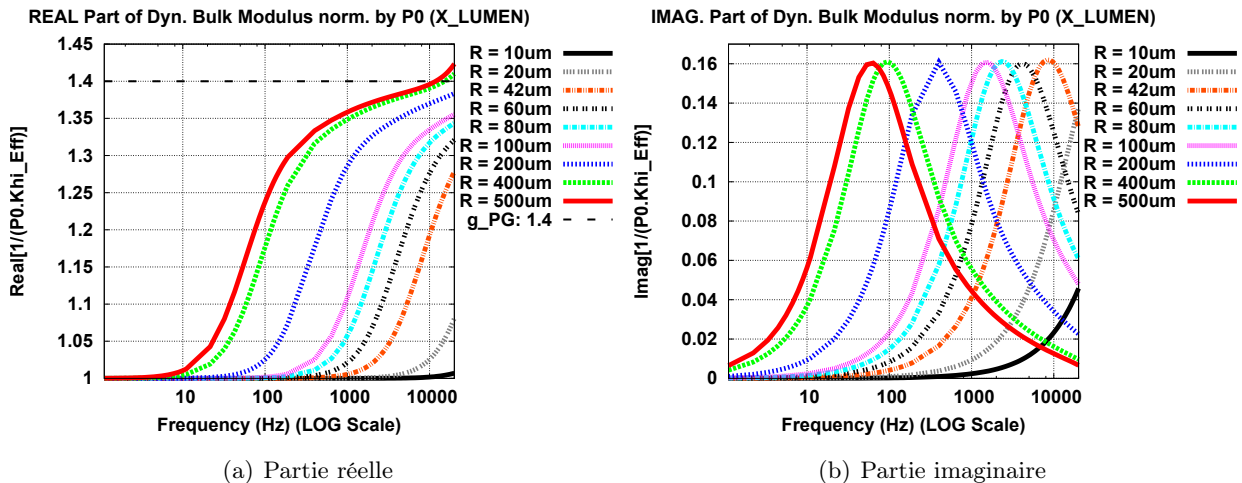 REAL Part of Dyn. Bulk Modulus norm. by P0 (X_LUMEN)
1.45
1.4
1.35
1.3
1.25
1.2
1.15
1.1
1.05
1
Real[1/(P0.Khi_Eff)]
10
100
1000
10000
Frequency (Hz) (LOG Scale)
R = 10um
R = 20um
R = 42um
R = 60um
R = 80um
R = 100um
R = 200um
R = 400um
R = 500um
g_PG: 1.4
(a) Partie réelle
IMAG. Part of Dyn. Bulk Modulus norm. by P0 (X_LUMEN)
0.16
0.14
0.12
0.1
0.08
0.06
0.04
0.02
0
Imag[1/(P0.Khi_Eff)]
10
100
1000
10000
Frequency (Hz) (LOG Scale)
R = 10um
R = 20um
R = 42um
R = 60um
R = 80um
R = 100um
R = 200um
R = 400um
R = 500um
(b) Partie imaginaire